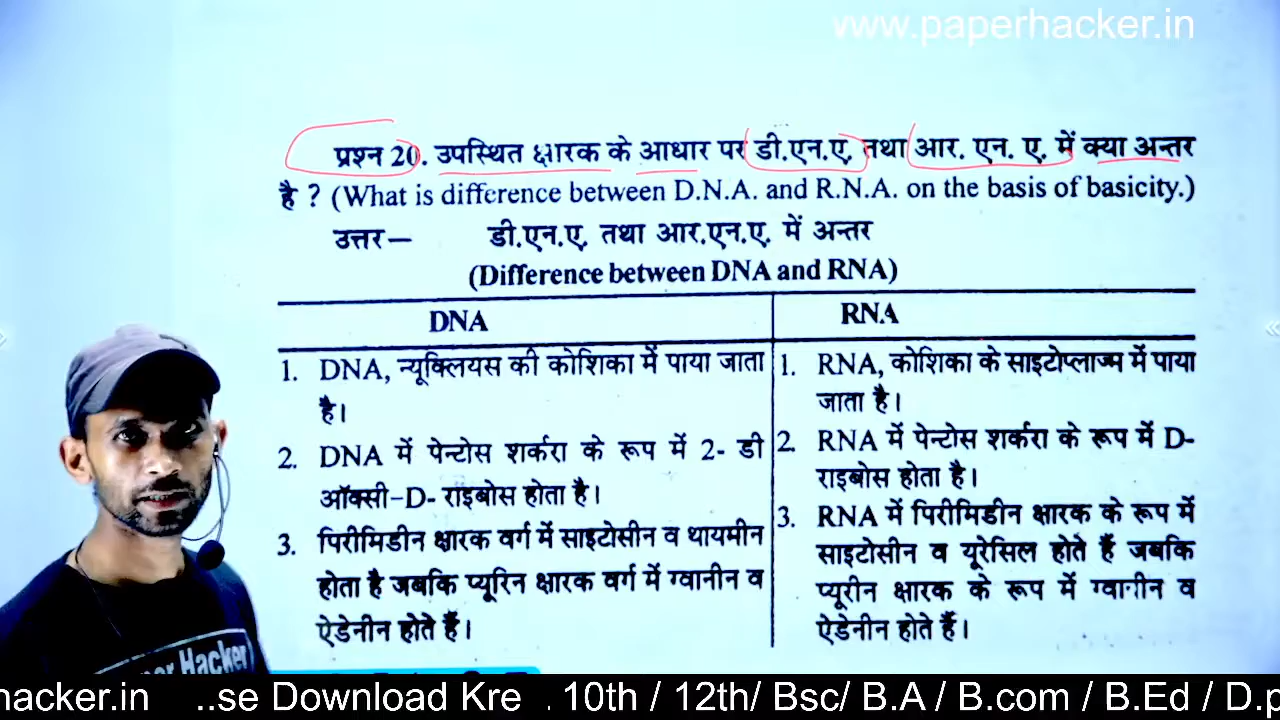 www.paperhacker.in
प्रश्न 20. उपस्थित क्षारक के आधार पर डी.एन.ए. तथा आर. एन. ए. में क्या अन्तर
है ? (What is difference between D.N.A. and R.N.A. on the basis of basicity.)
उत्तर— डी.एन.ए. तथा आर.एन.ए. में अन्तर
(Difference between DNA and RNA)
DNA
1. DNA, न्यूक्लियस की कोशिका में पाया जाता
है।
2. DNA में पेन्टोस शर्करा के रूप में 2- डी
ऑक्सी-D- राइबोस होता है।
3. पिरीमिडीन क्षारक वर्ग में साइटोसीन व थायमीन
होता है जबकि प्यूरिन क्षारक वर्ग में ग्वानीन व
ऐडेनीन होते हैं।
RNA
1. RNA, कोशिका के साइटोप्लाज्म में पाया
जाता है।
2. RNA में पेन्टोस शर्करा के रूप में D-
राइबोस होता है।
3. RNA में पिरीमिडीन क्षारक के रूप में
साइटोसीन व यूरेसिल होते हैं जबकि
प्यूरीन क्षारक के रूप में ग्वानीन व
ऐडेनीन होते हैं।
er Hacker
hacker.in ..se Download Kre . 10th / 12th/ Bsc/ B.A / B.com / B.Ed / D.p